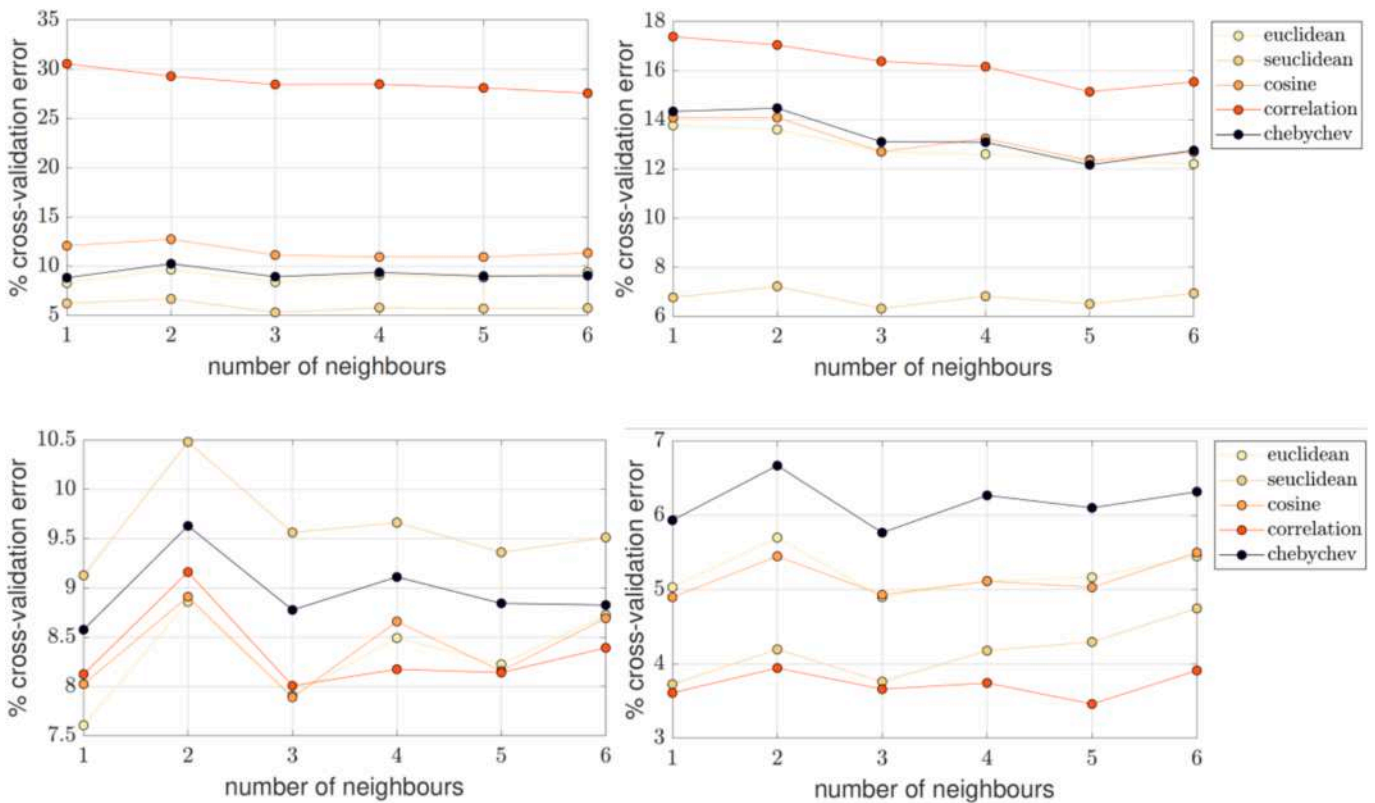 % cross-validation error
35
30
25
20
15
10
5
1 2 3 4 5 6
number of neighbours
% cross-validation error
18
16
14
12
10
8
6
1 2 3 4 5 6
number of neighbours
euclidean
seuclidean
cosine
correlation
chebychev
% cross-validation error
10.5
10
9.5
9
8.5
8
7.5
1 2 3 4 5 6
number of neighbours
% cross-validation error
7
6
5
4
3
1 2 3 4 5 6
number of neighbours
euclidean
seuclidean
cosine
correlation
chebychev